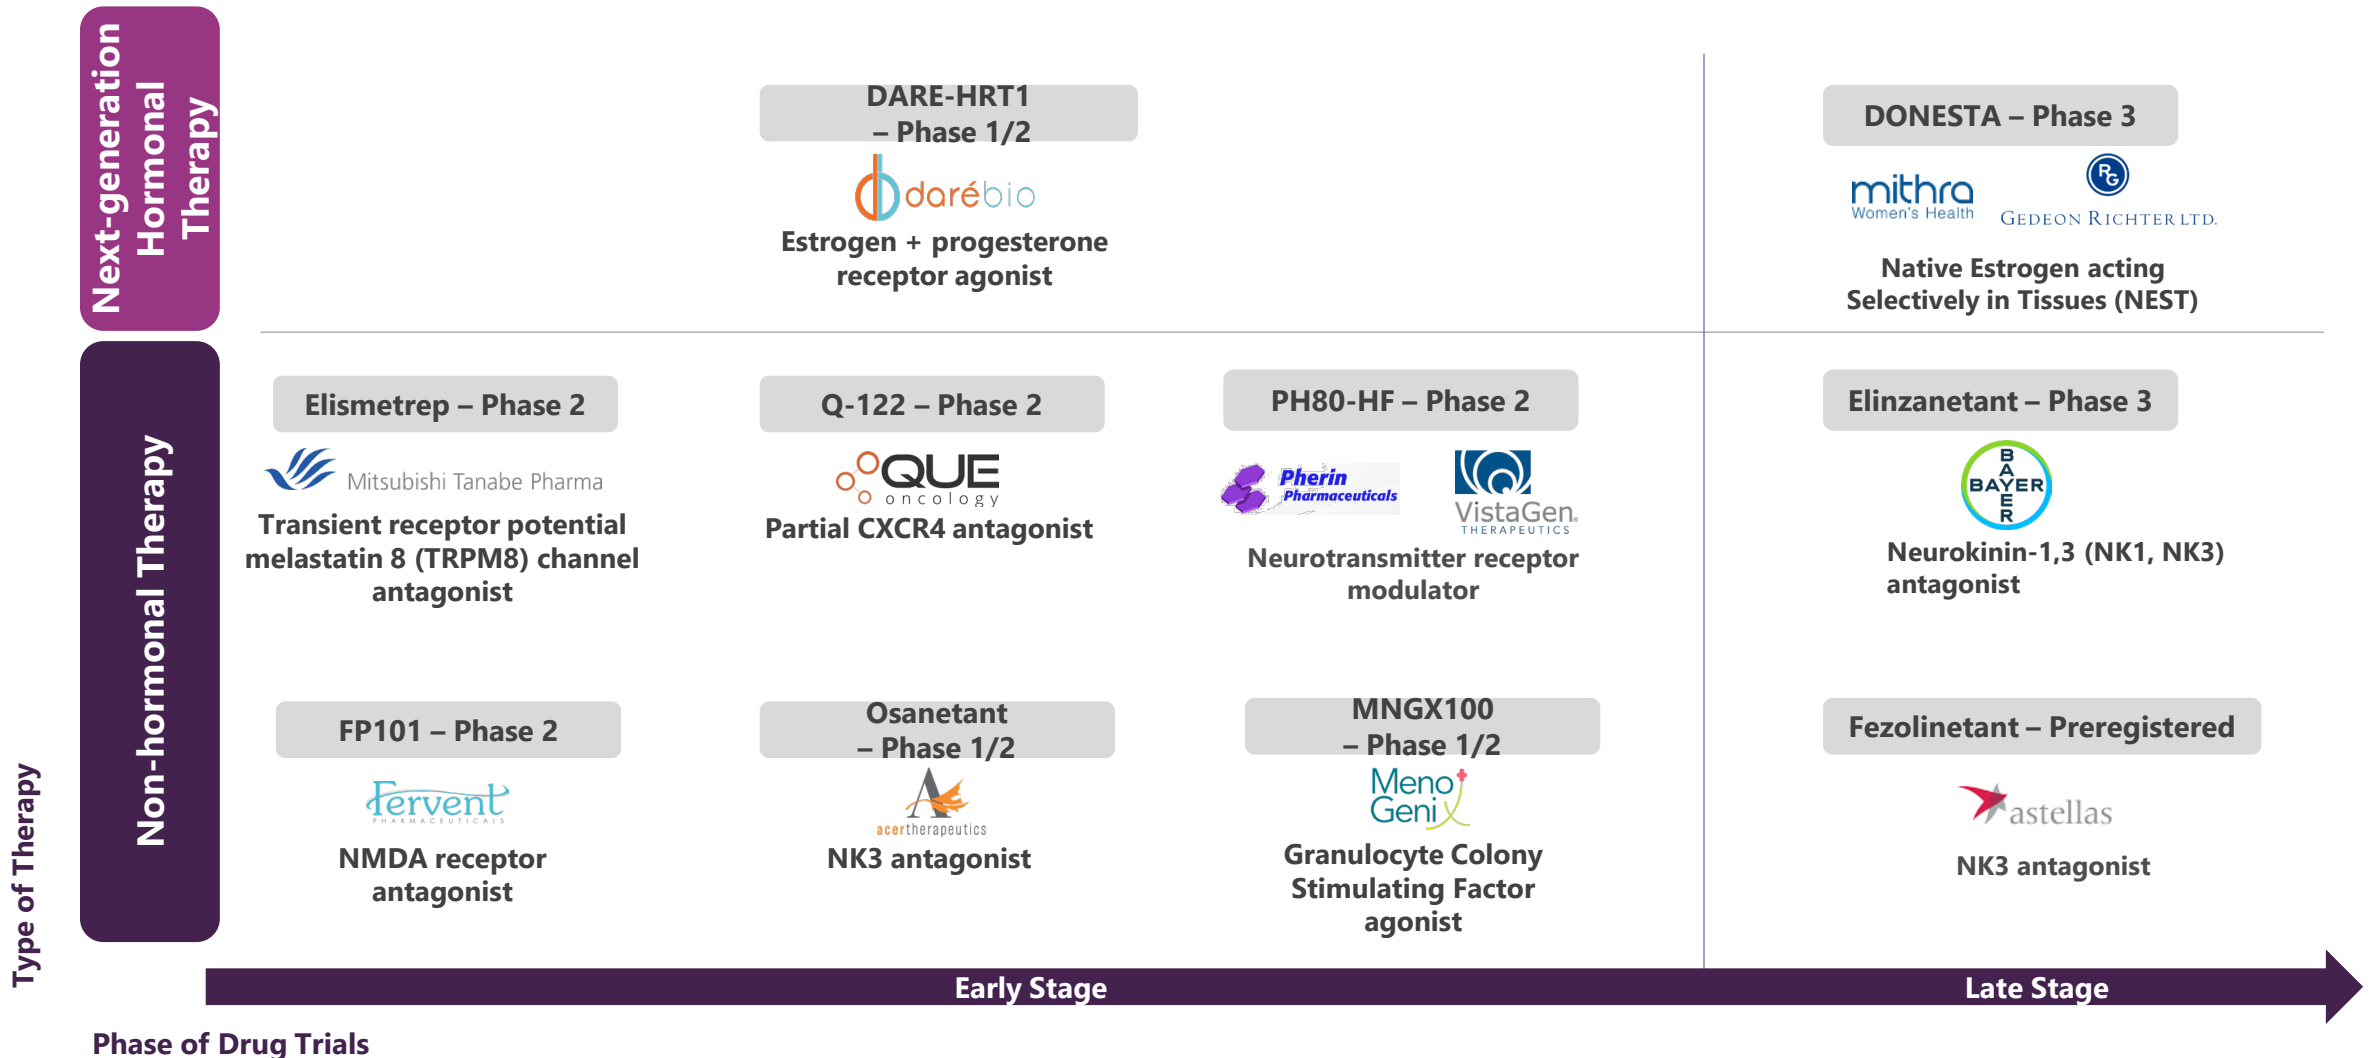 Next-generation
Hormonal
Therapy
DARE-HRT1
– Phase 1/2
darébio
Estrogen + progesterone
receptor agonist
DONESTA – Phase 3
mithra
Women's Health
RG
GEDEON RICHTER LTD.
Native Estrogen acting
Selectively in Tissues (NEST)
Non-hormonal Therapy
Elismetrep – Phase 2
Mitsubishi Tanabe Pharma
Transient receptor potential
melastatin 8 (TRPM8) channel
antagonist
Q-122 – Phase 2
QUE
oncology
Partial CXCR4 antagonist
PH80-HF – Phase 2
Pherin
Pharmaceuticals
VistaGen
THERAPEUTICS
Neurotransmitter receptor
modulator
Elinzanetant – Phase 3
BAYER
BAYER
Neurokinin-1,3 (NK1, NK3)
antagonist
FP101 – Phase 2
Fervent
PHARMACEUTICALS
NMDA receptor
antagonist
Osanetant
– Phase 1/2
acertherapeutics
NK3 antagonist
MNGX100
– Phase 1/2
Meno
Geni
Granulocyte Colony
Stimulating Factor
agonist
Fezolinetant – Preregistered
astellas
NK3 antagonist
Type of Therapy
Early Stage
Late Stage
Phase of Drug Trials